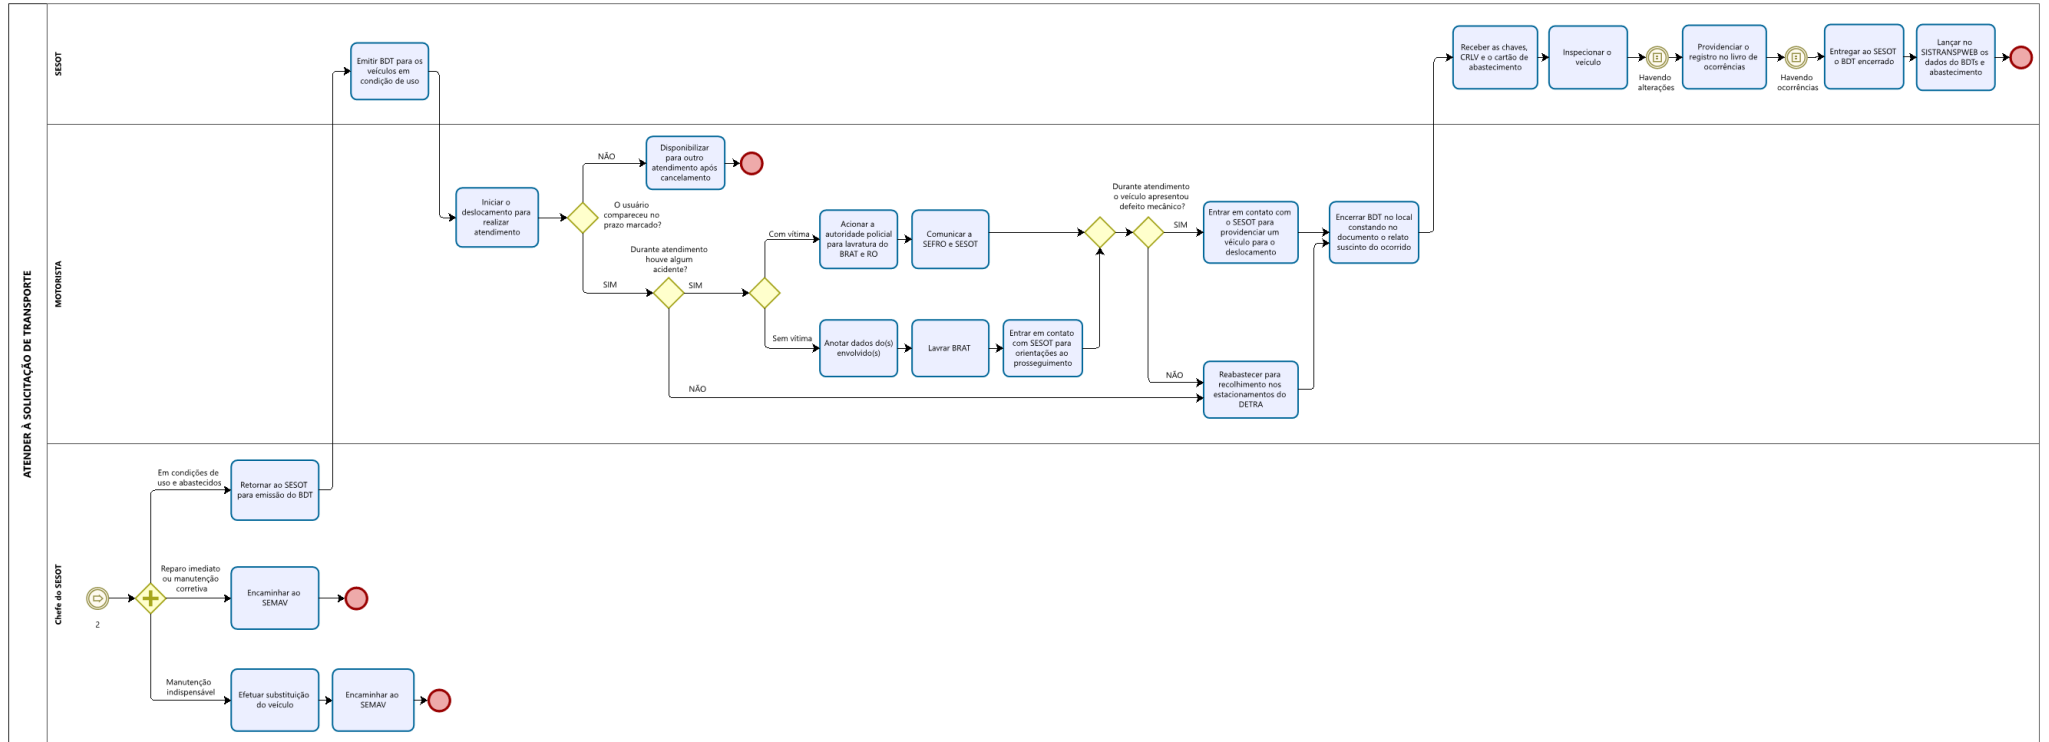 ATENDER À SOLICITAÇÃO DE TRANSPORTE
SESOT
Emitir BDT para os
veículos em
condição de uso
Receber as chaves,
CRLV e o cartão de
abastecimento
Inspecionar o
veículo
Havendo
alterações
Providenciar o
registro no livro de
ocorrências
Havendo
ocorrências
Entregar ao SESOT
o BDT encerrado
Lançar no
SISTRANSPWEB os
dados do BDTs e
abastecimento
MOTORISTA
Iniciar o
deslocamento para
realizar
atendimento
O usuário
compareceu no
prazo marcado?
NÃO
Disponibilizar
para outro
atendimento após
cancelamento
SIM
Durante atendimento
houve algum
acidente?
SIM
NÃO
Com vítima
Acionar a
autoridade policial
para lavratura do
BRAT e RO
Comunicar a
SEFRO e SESOT
Sem vítima
Anotar dados do(s)
envolvido(s)
Lavrar BRAT
Entrar em contato
com SESOT para
orientações ao
prosseguimento
Durante atendimento
o veículo apresentou
defeito mecânico?
SIM
Entrar em contato com
o SESOT para
providenciar um
véiculo para o
deslocamento
NÃO
Reabastecer para
recolhimento nos
estacionamentos do
DETRA
Encerrar BDT no local
constando no
documento o relato
suscinto do ocorrido
Chefe do SESOT
2
Em condições de
uso e abastecidos
Retornar ao SESOT
para emissão do BDT
Reparo imediato
ou manutenção
corretiva
Encaminhar ao
SEMAV
Manutenção
indispensável
Efetuar substituição
do veículo
Encaminhar ao
SEMAV